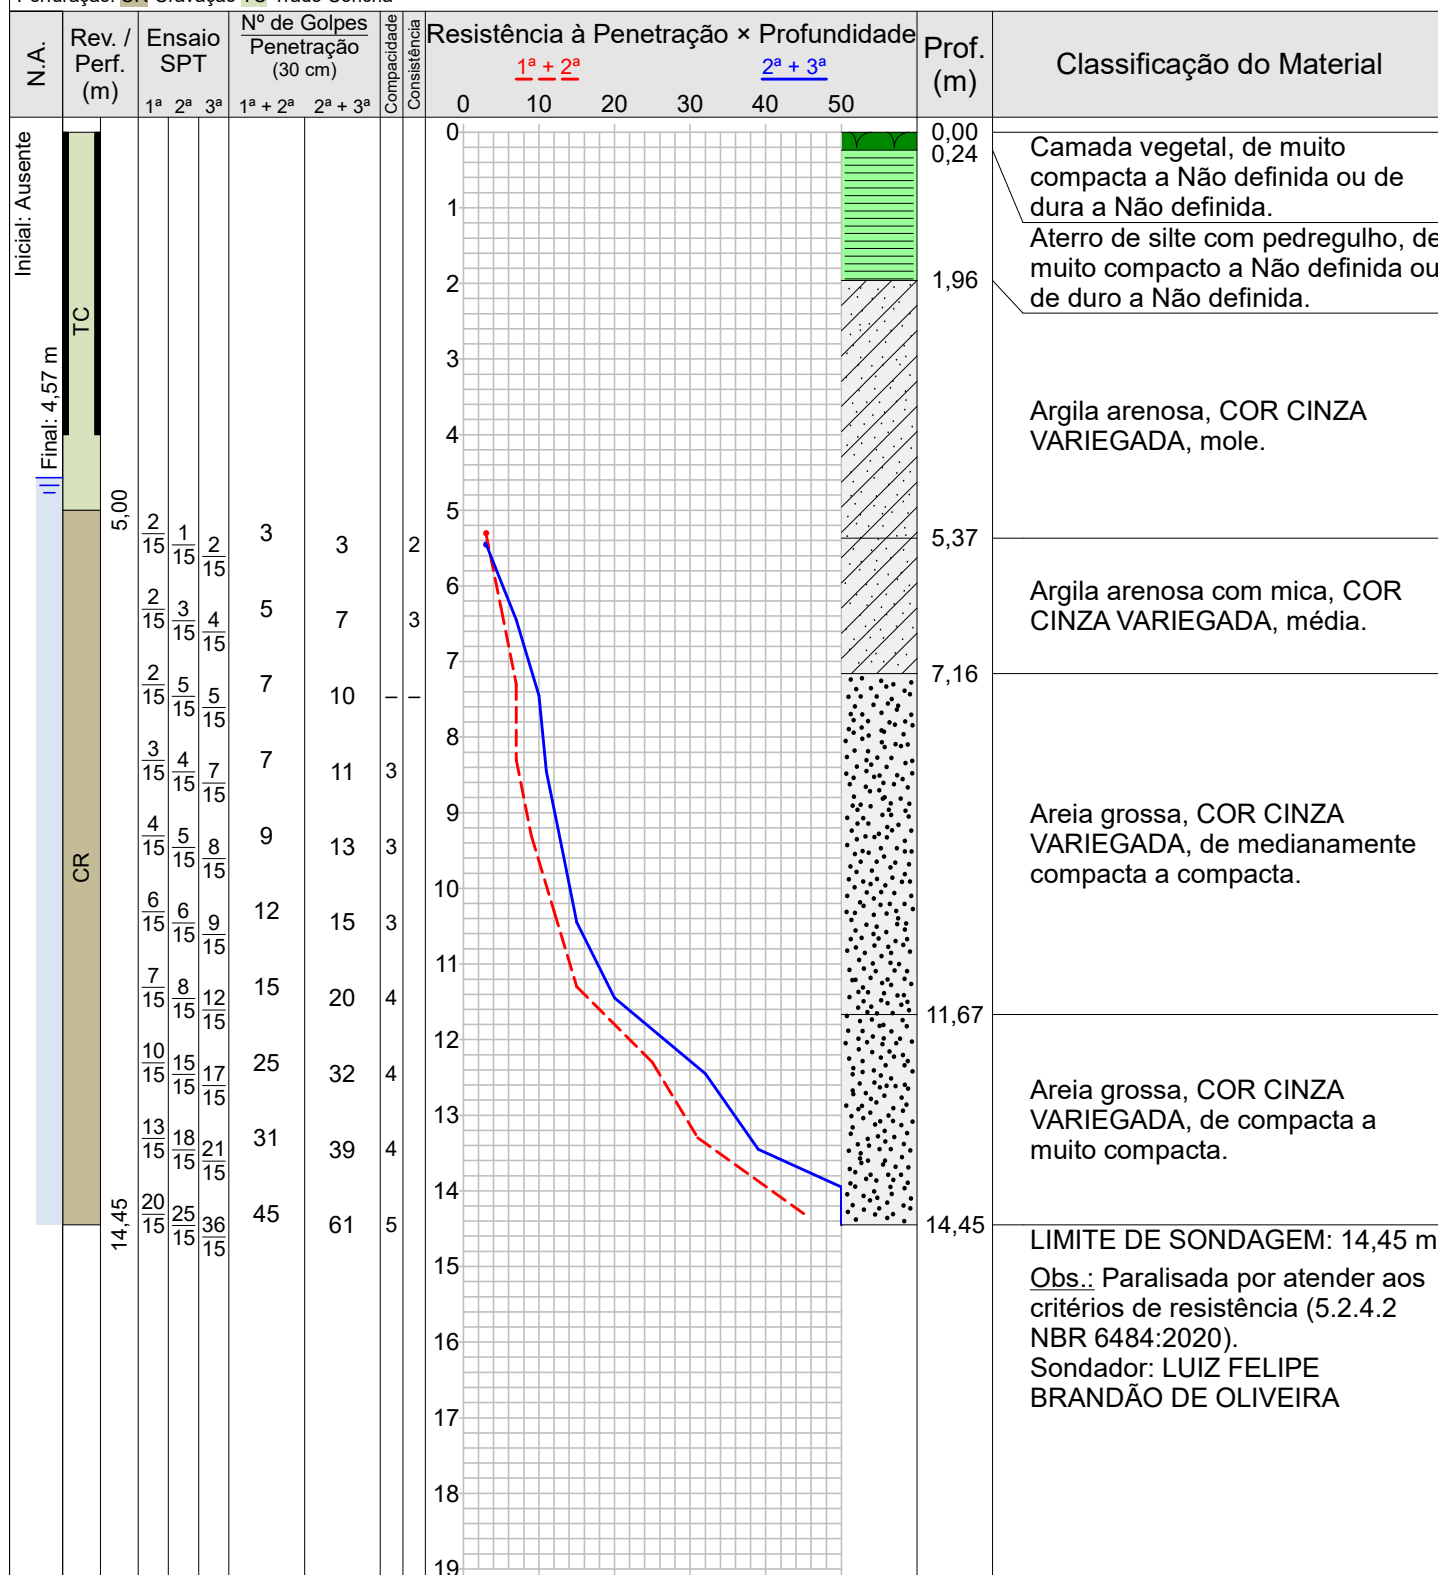 N.A.
Rev. /
Perf.
(m)
Ensaio
SPT
1ª 2ª 3ª
Nº de Golpes
Penetração
(30 cm)
1ª + 2ª 2ª + 3ª
Compacidade
Consistência
Resistência à Penetração × Profundidade
1ª + 2ª 2ª + 3ª
0 10 20 30 40 50
Prof.
(m)
Classificação do Material
Inicial: Ausente
Final: 4,57 m
TC
CR
5,00
14,45
2/15 1/15 2/15 3 3 2
2/15 3/15 4/15 5 7 3
2/15 5/15 5/15 7 10 – –
3/15 4/15 7/15 7 11 3
4/15 5/15 8/15 9 13 3
6/15 6/15 9/15 12 15 3
7/15 8/15 12/15 15 20 4
10/15 15/15 17/15 25 32 4
13/15 18/15 21/15 31 39 4
20/15 25/15 36/15 45 61 5
0
1
2
3
4
5
6
7
8
9
10
11
12
13
14
15
16
17
18
19
0,00
0,24
1,96
5,37
7,16
11,67
14,45
Camada vegetal, de muito
compacta a Não definida ou de
dura a Não definida.
Aterro de silte com pedregulho, de
muito compacto a Não definida ou
de duro a Não definida.
Argila arenosa, COR CINZA
VARIEGADA, mole.
Argila arenosa com mica, COR
CINZA VARIEGADA, média.
Areia grossa, COR CINZA
VARIEGADA, de medianamente
compacta a compacta.
Areia grossa, COR CINZA
VARIEGADA, de compacta a
muito compacta.
LIMITE DE SONDAGEM: 14,45 m
Obs.: Paralisada por atender aos
critérios de resistência (5.2.4.2
NBR 6484:2020).
Sondador: LUIZ FELIPE
BRANDÃO DE OLIVEIRA